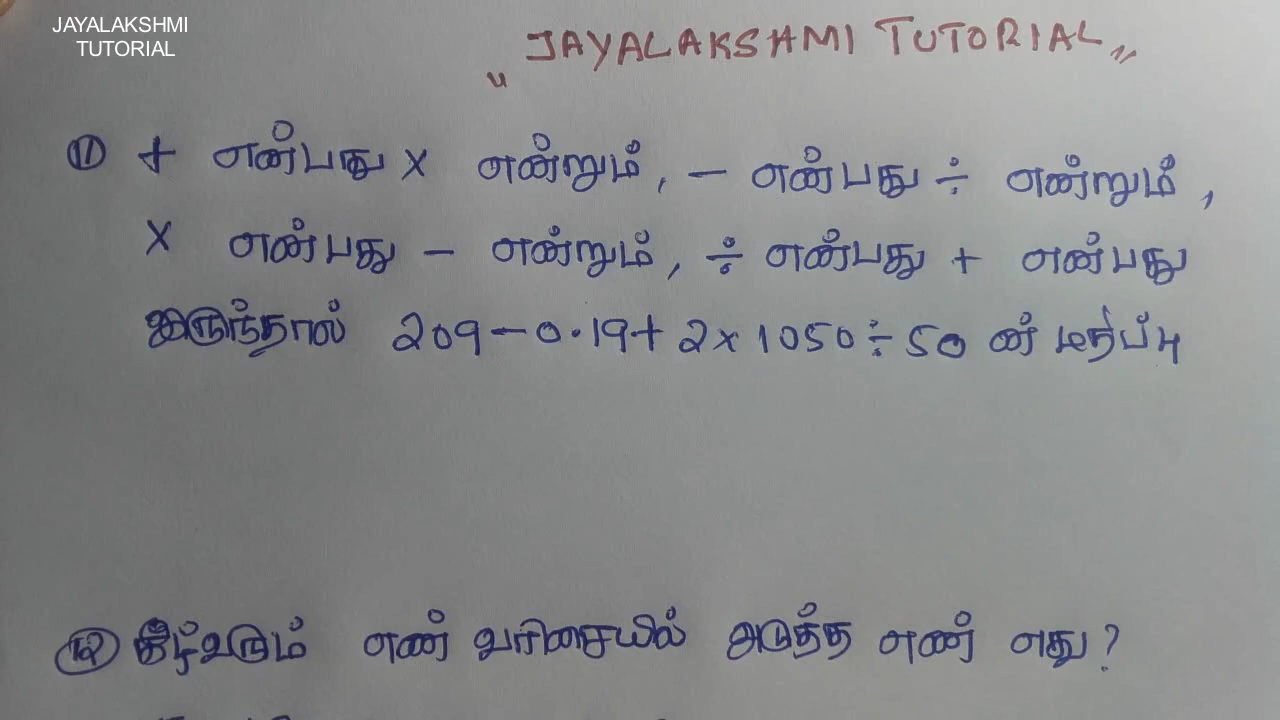 JAYALAKSHMI
TUTORIAL
"JAYALAKSHMI TUTORIAL"
11 + என்பது × என்றும், − என்பது ÷ என்றும்,
× என்பது − என்றும், ÷ என்பது + என்பது
இருந்தால் 209−0.19+2×1050÷50 ன் மதிப்பு
12 கீழ்வரும் எண் வரிசையில் அடுத்த எண் எது?